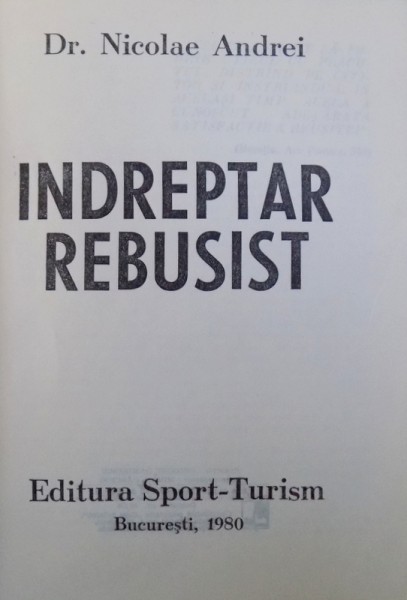 Dr. Nicolae Andrei
INDREPTAR
REBUSIST
Editura Sport-Turism
București, 1980